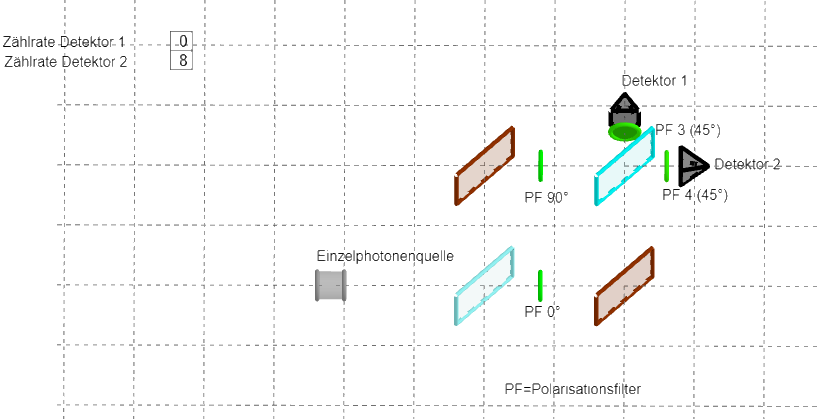 Zählrate Detektor 1 0
Zählrate Detektor 2 8
Detektor 1
PF 3 (45°)
Detektor 2
PF 90°
PF 4 (45°)
Einzelphotonenquelle
PF 0°
PF=Polarisationsfilter